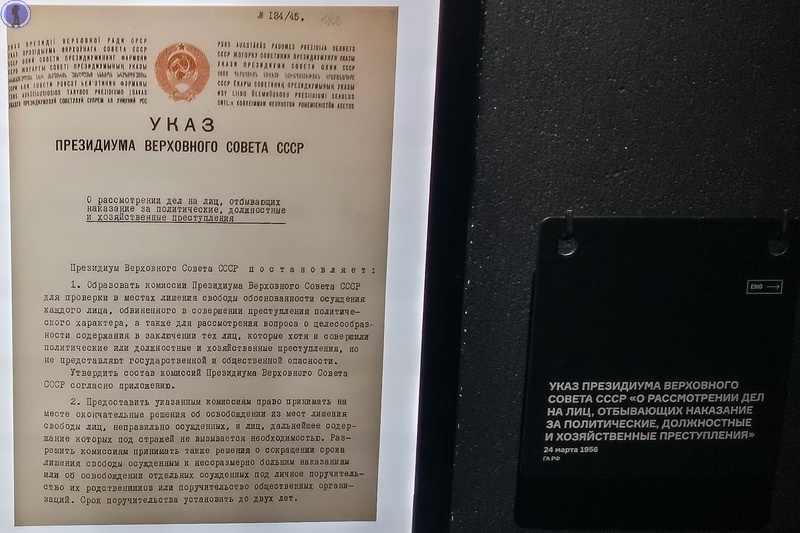 № 134/45.
УКАЗ
ПРЕЗИДИУМА ВЕРХОВНОГО СОВЕТА СССР
О рассмотрении дел на лиц, отбывающих
наказание за политические, должностные
и хозяйственные преступления
Президиум Верховного Совета СССР постановляет:
1. Образовать комиссии Президиума Верховного Совета СССР
для проверки в местах лишения свободы обоснованности осуждения
каждого лица, обвиненного в совершении преступления политиче-
ского характера, а также для рассмотрения вопроса о целесообраз-
ности содержания в заключении тех лиц, которые хотя и совершили
политические или должностные и хозяйственные преступления, но
не представляют государственной и общественной опасности.
Утвердить состав комиссий Президиума Верховного Совета
СССР согласно приложению.
2. Предоставить указанным комиссиям право принимать на
месте окончательные решения об освобождении из мест лишения
свободы лиц, неправильно осужденных, и лиц, дальнейшее содер-
жание которых под стражей не вызывается необходимостью. Раз-
решить комиссиям принимать также решения о сокращении срока
лишения свободы осужденным к несоразмерно большим наказаниям
или об освобождении отдельных осужденных под личное поручитель-
ство их родственников или поручительство общественных органи-
заций. Срок поручительства установить до двух лет.
ENG
УКАЗ ПРЕЗИДИУМА ВЕРХОВНОГО
СОВЕТА СССР «О РАССМОТРЕНИИ ДЕЛ
НА ЛИЦ, ОТБЫВАЮЩИХ НАКАЗАНИЕ
ЗА ПОЛИТИЧЕСКИЕ, ДОЛЖНОСТНЫЕ
И ХОЗЯЙСТВЕННЫЕ ПРЕСТУПЛЕНИЯ»
24 марта 1956
ГА РФ